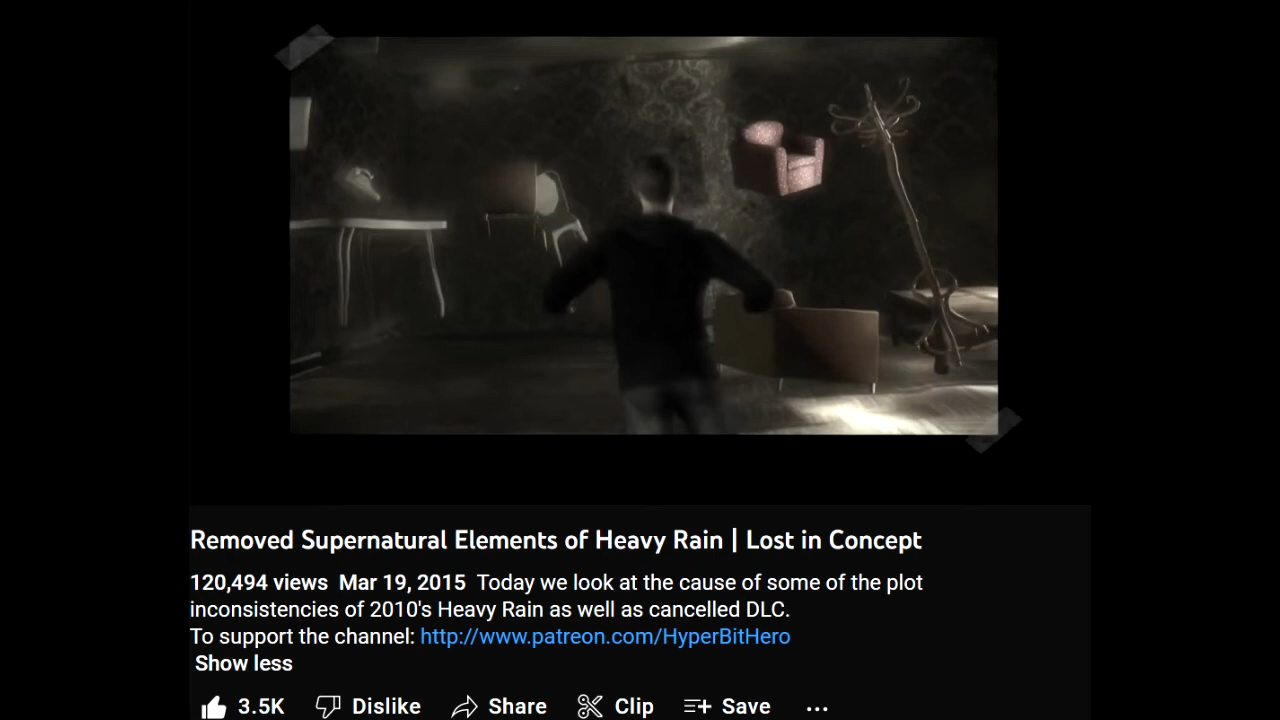 Removed Supernatural Elements of Heavy Rain | Lost in Concept
120,494 views Mar 19, 2015 Today we look at the cause of some of the plot
inconsistencies of 2010's Heavy Rain as well as cancelled DLC.
To support the channel: http://www.patreon.com/HyperBitHero
Show less
3.5K Dislike Share Clip Save ...